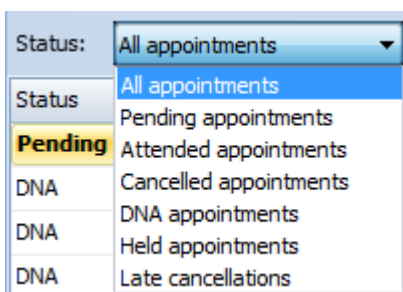 Status: All appointments
Status All appointments
Pending appointments
Pending Attended appointments
DNA Cancelled appointments
DNA DNA appointments
Held appointments
DNA Late cancellations